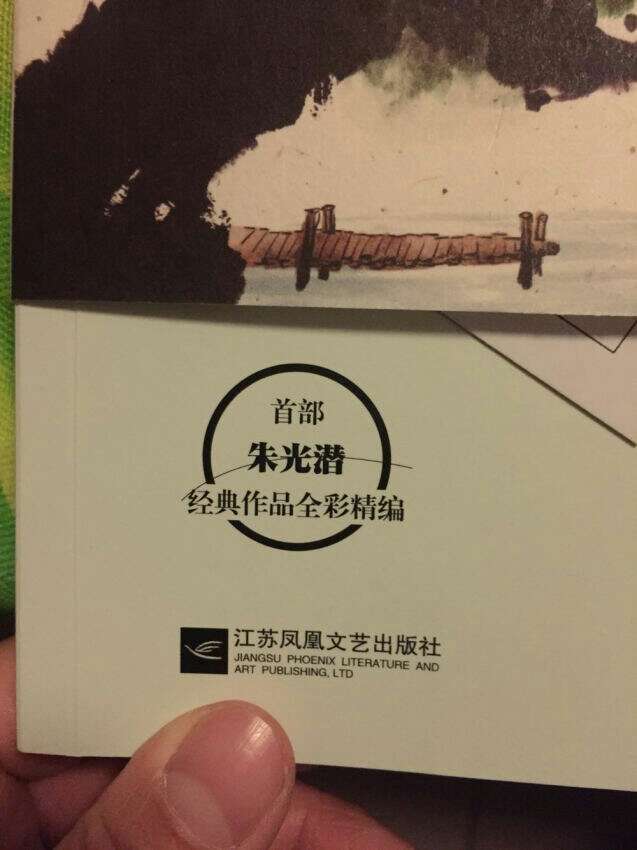 首部
朱光潜
经典作品全彩精编
江苏凤凰文艺出版社
JIANGSU PHOENIX LITERATURE AND
ART PUBLISHING, LTD